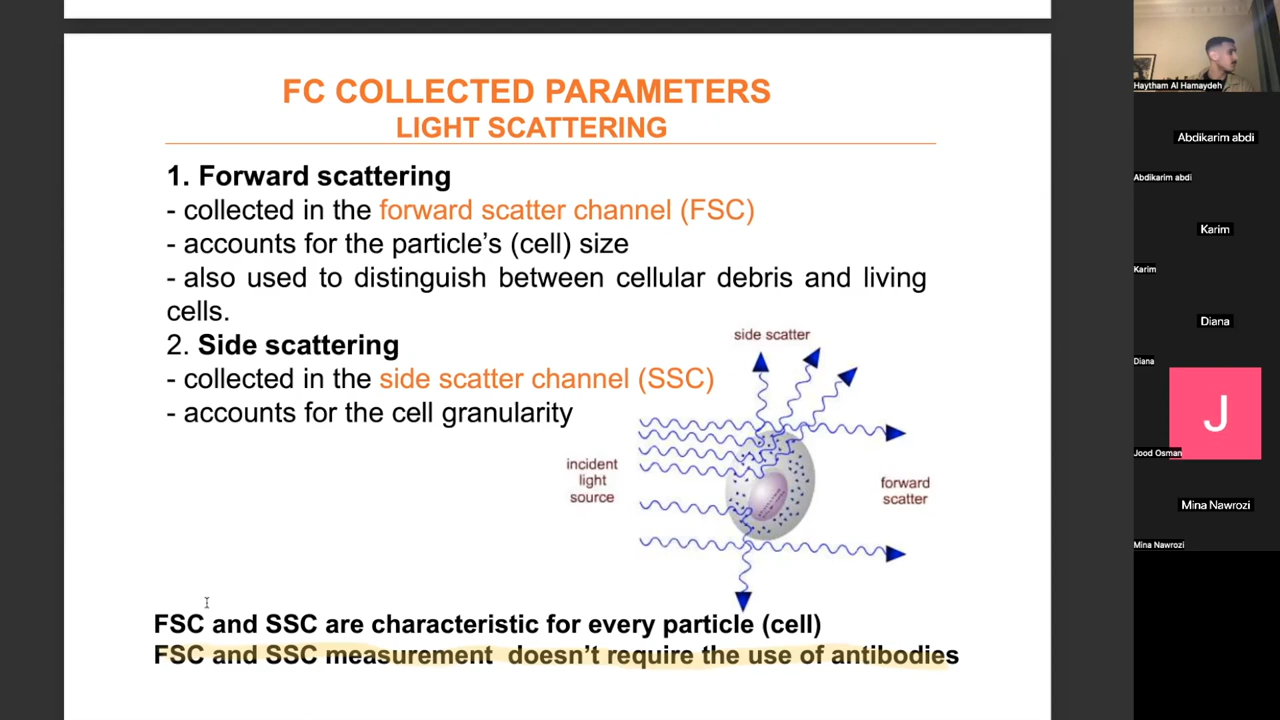 FC COLLECTED PARAMETERS
LIGHT SCATTERING
1. Forward scattering
- collected in the forward scatter channel (FSC)
- accounts for the particle's (cell) size
- also used to distinguish between cellular debris and living
cells.
2. Side scattering
- collected in the side scatter channel (SSC)
- accounts for the cell granularity
side scatter
incident
light
source
forward
scatter
FSC and SSC are characteristic for every particle (cell)
FSC and SSC measurement doesn't require the use of antibodies
Haytham Al Hamaydeh
Abdikarim abdi
Abdikarim abdi
Karim
Karim
Diana
Diana
J
Jood Osman
Mina Nawrozi
Mina Nawrozi